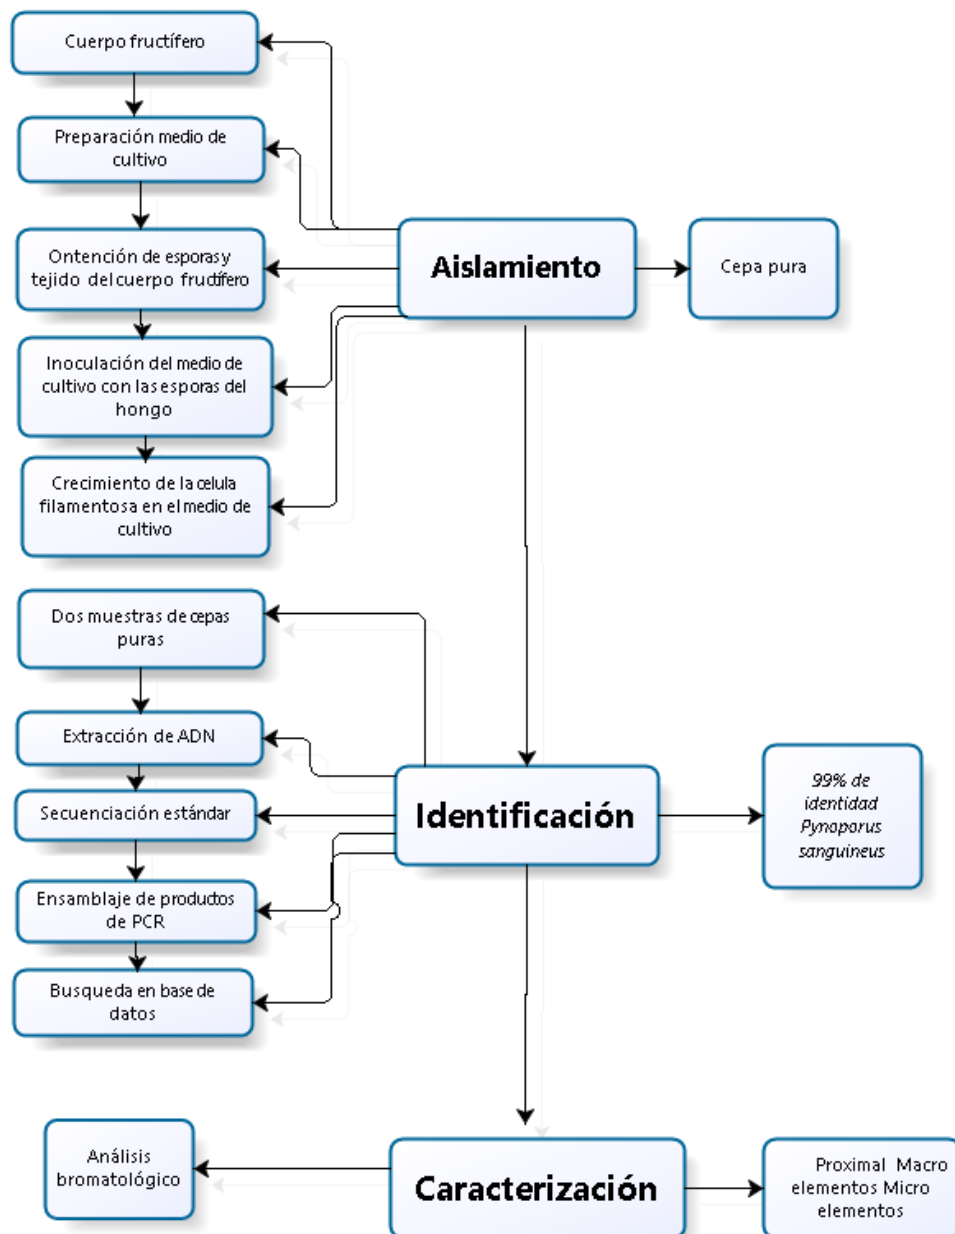 Cuerpo fructífero
Preparación medio de
cultivo
Ontención de esporas y
tejido del cuerpo fructífero
Aislamiento
Cepa pura
Inoculación del medio de
cultivo con las esporas del
hongo
Crecimiento de la celula
filamentosa en el medio de
cultivo
Dos muestras de cepas
puras
Extracción de ADN
Secuenciación estándar
Identificación
99% de
identidad
Pynoporus
sanguineus
Ensamblaje de productos
de PCR
Busqueda en base de
datos
Análisis
bromatológico
Caracterización
Proximal Macro
elementos Micro
elementos